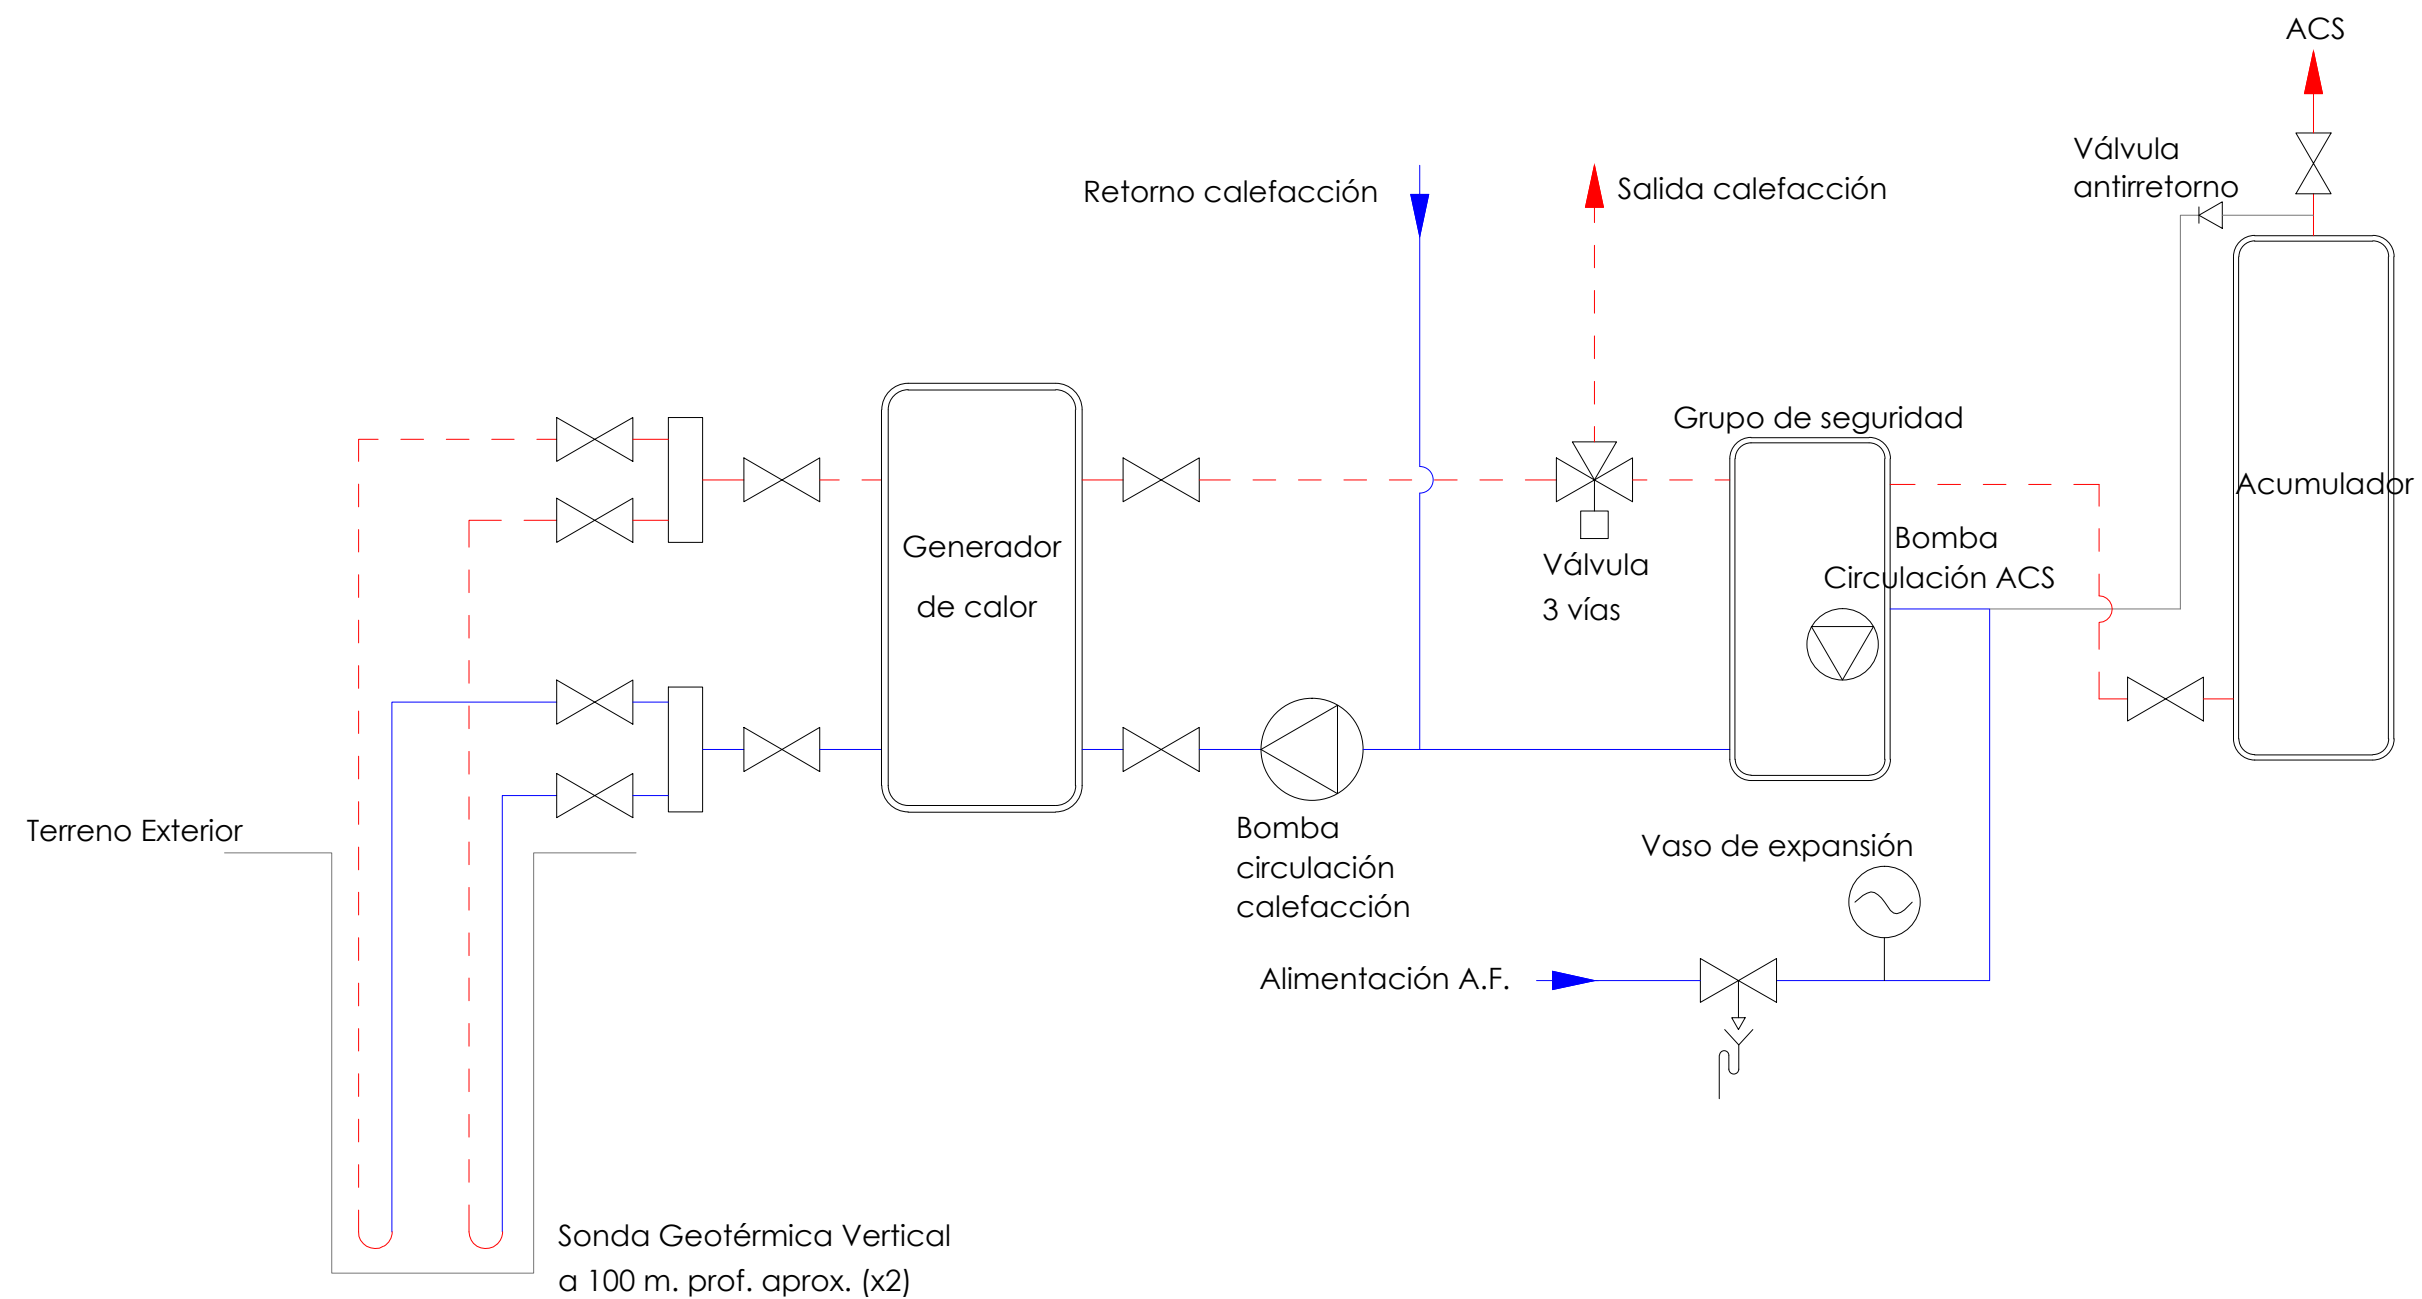 ACS
Válvula
antirretorno
Retorno calefacción
Salida calefacción
Grupo de seguridad
Acumulador
Generador
de calor
Bomba
Circulación ACS
Válvula
3 vías
Terreno Exterior
Bomba
circulación
calefacción
Vaso de expansión
Alimentación A.F.
Sonda Geotérmica Vertical
a 100 m. prof. aprox. (x2)